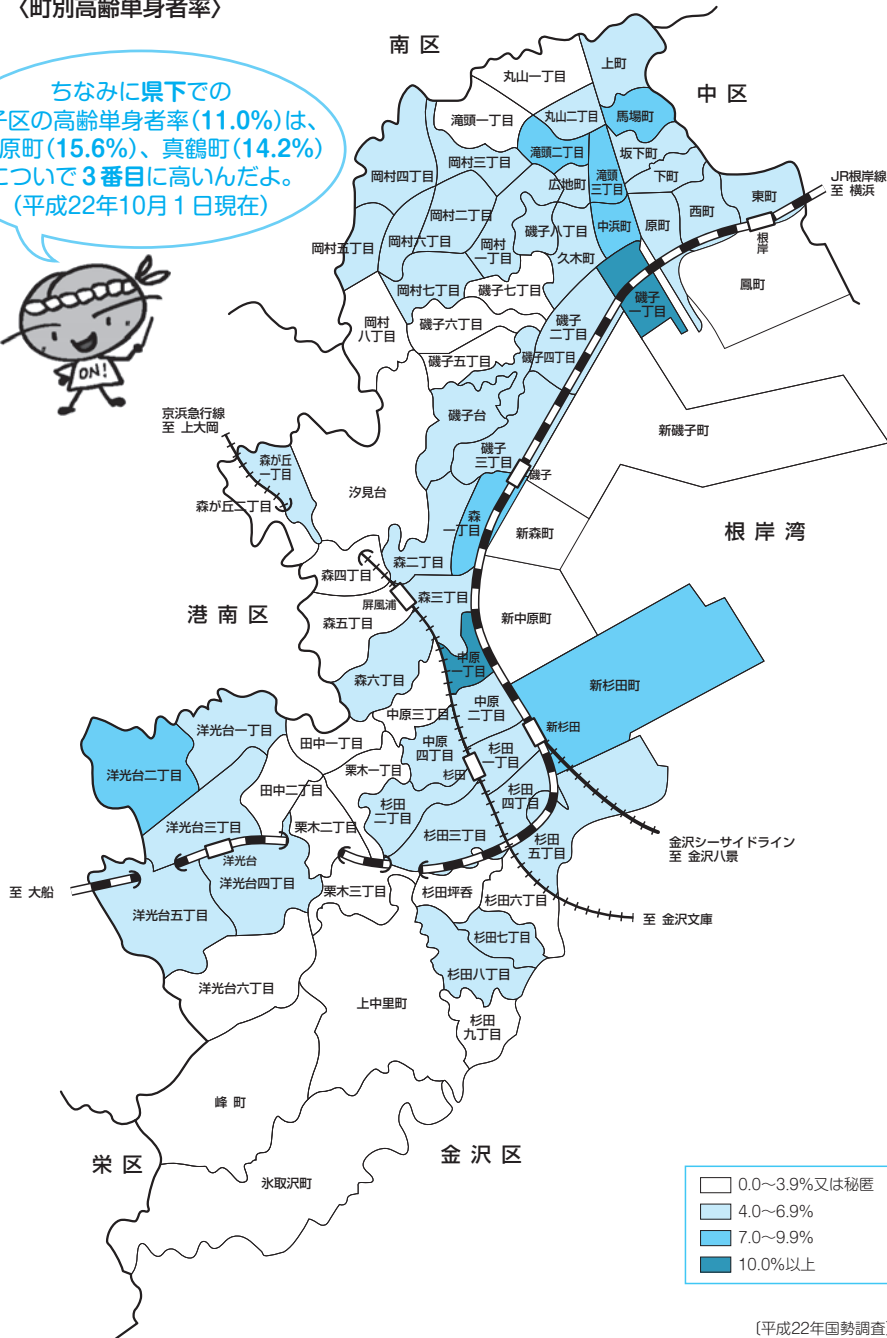 〈町別高齢単身者率〉
ちなみに県下での
子区の高齢単身者率(11.0%)は、
原町(15.6%)、真鶴町(14.2%)
についで3番目に高いんだよ。
(平成22年10月1日現在)
ON!
南区
中区
港南区
栄区
金沢区
根岸湾
丸山一丁目
上町
滝頭一丁目
丸山二丁目
馬場町
岡村三丁目
滝頭二丁目
坂下町
岡村四丁目
広地町
滝頭
三丁目
下町
東町
JR根岸線
至 横浜
岡村二丁目
西町
岡村五丁目
岡村六丁目
岡村
一丁目
磯子八丁目
中浜町
原町
根岸
久木町
鳳町
岡村七丁目
磯子七丁目
磯子
一丁目
岡村
八丁目
磯子六丁目
磯子
二丁目
磯子五丁目
磯子四丁目
京浜急行線
至 上大岡
磯子台
新磯子町
森が丘
一丁目
磯子
三丁目
磯子
汐見台
森が丘二丁目
森
一丁目
新森町
森四丁目
森二丁目
屏風浦
森三丁目
森五丁目
新中原町
森六丁目
中原
一丁目
新杉田町
中原三丁目
中原
二丁目
新杉田
洋光台一丁目
田中一丁目
中原
四丁目
杉田
一丁目
洋光台二丁目
栗木一丁目
杉田
田中二丁目
杉田
二丁目
杉田
四丁目
洋光台三丁目
栗木二丁目
杉田三丁目
杉田
五丁目
金沢シーサイドライン
至 金沢八景
洋光台
洋光台四丁目
至 大船
栗木三丁目
杉田坪呑
杉田六丁目
洋光台五丁目
至 金沢文庫
杉田七丁目
杉田八丁目
洋光台六丁目
上中里町
杉田
九丁目
峰町
氷取沢町
0.0〜3.9%又は秘匿
4.0〜6.9%
7.0〜9.9%
10.0%以上
〔平成22年国勢調査〕